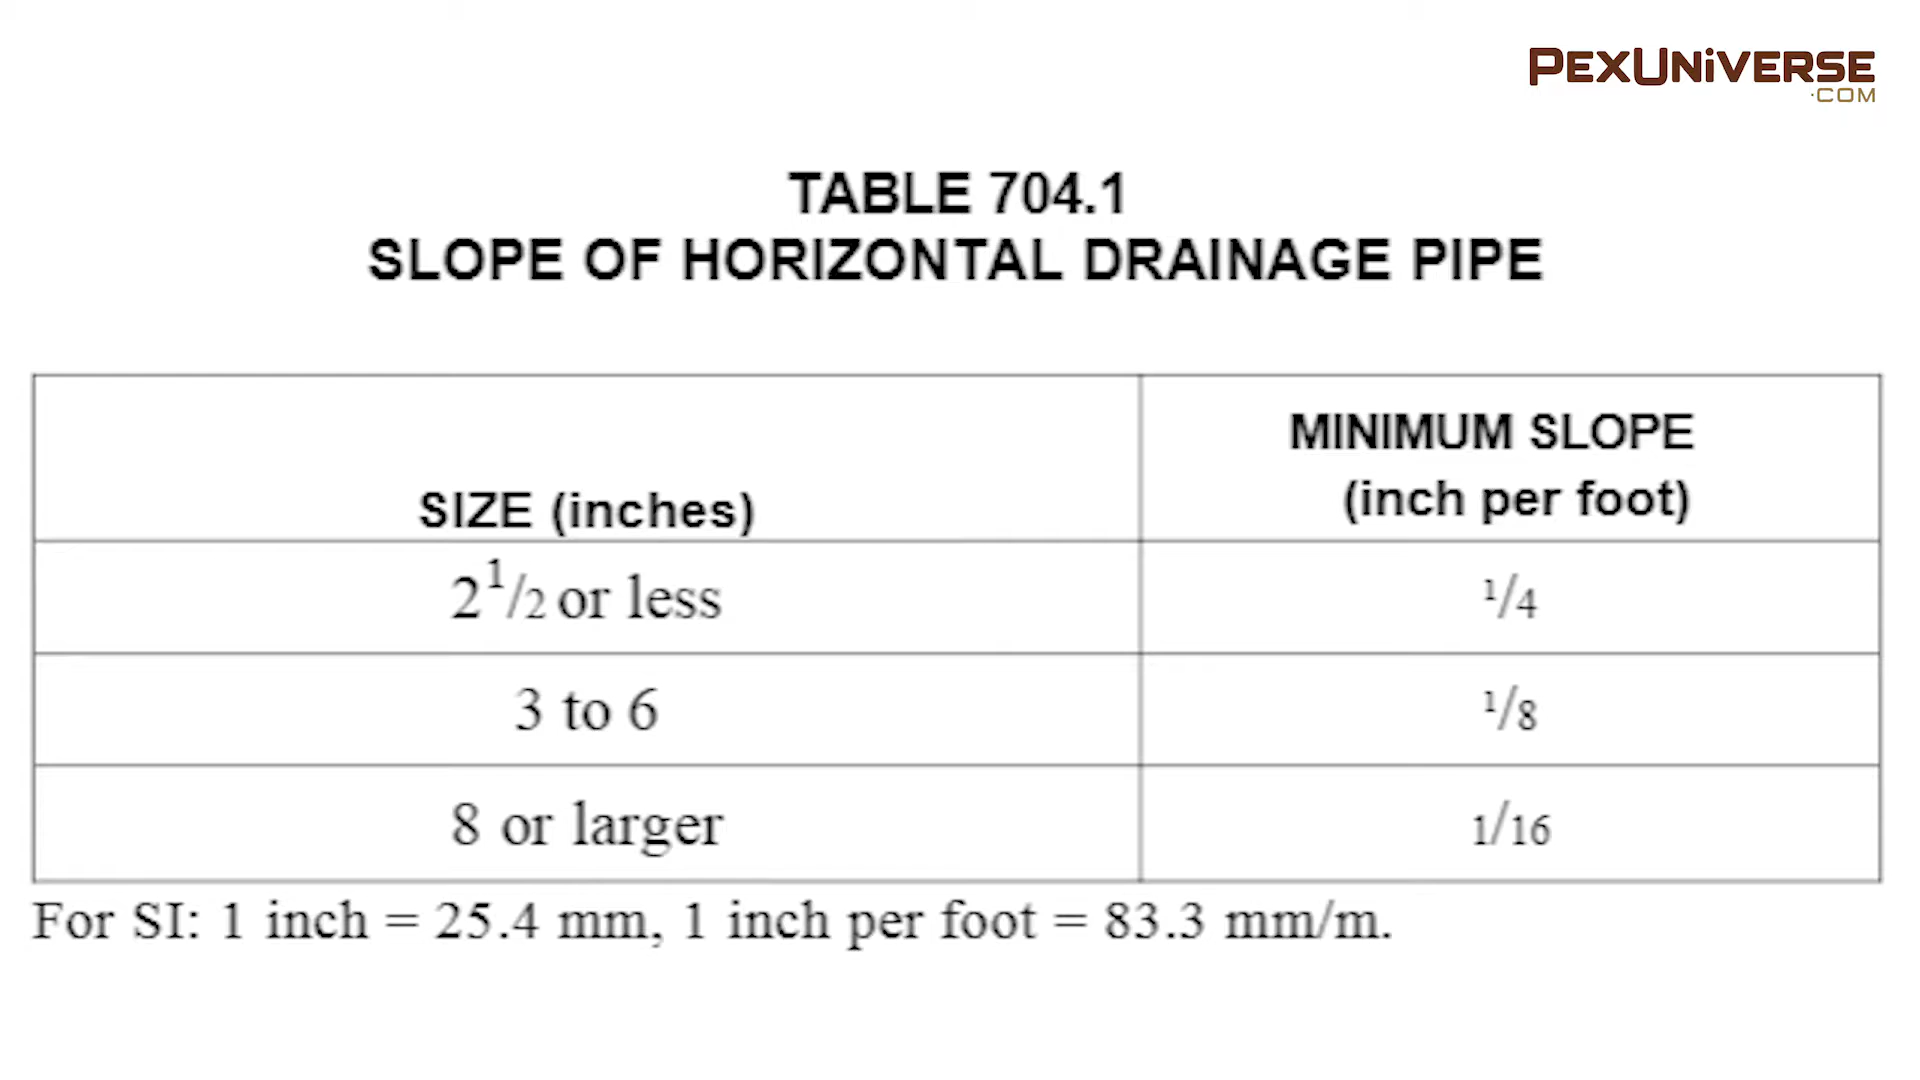 PEXUNiVERSE
.COM
TABLE 704.1
SLOPE OF HORIZONTAL DRAINAGE PIPE
SIZE (inches)
MINIMUM SLOPE
(inch per foot)
2 1/2 or less
1/4
3 to 6
1/8
8 or larger
1/16
For SI: 1 inch = 25.4 mm, 1 inch per foot = 83.3 mm/m.